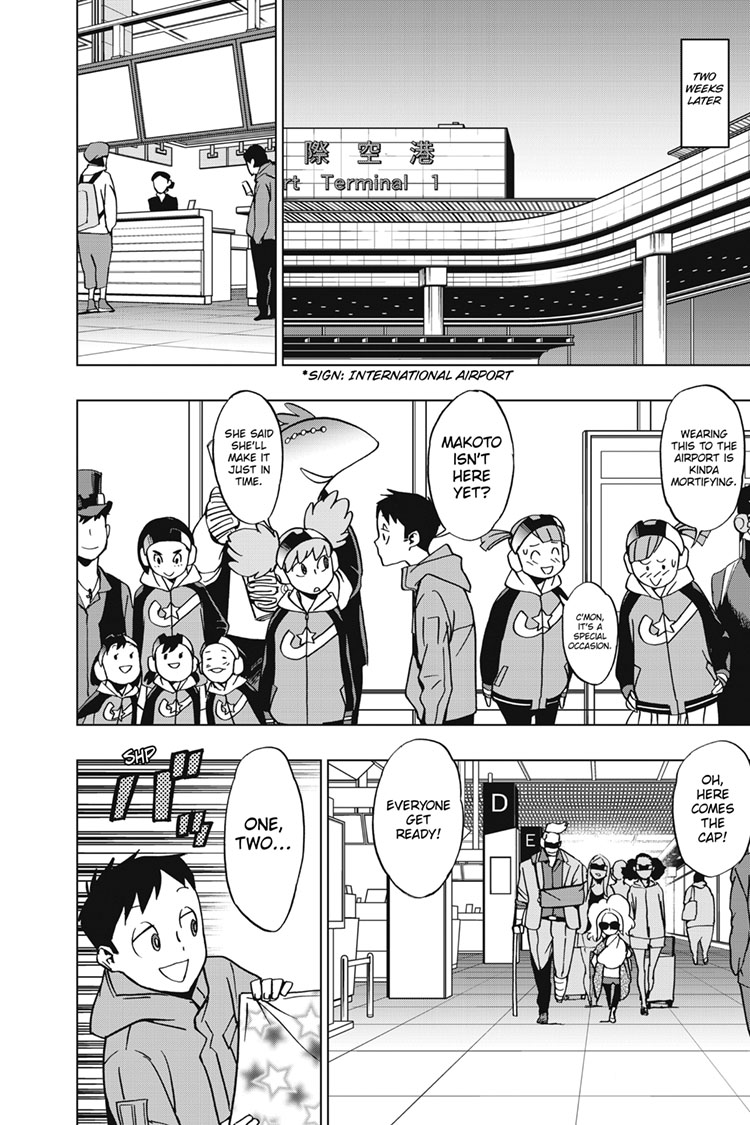 TWO
WEEKS
LATER
際空港
rt Terminal 1
*SIGN: INTERNATIONAL AIRPORT
WEARING
THIS TO THE
AIRPORT IS
KINDA
MORTIFYING.
C'MON,
IT'S A
SPECIAL
OCCASION.
MAKOTO
ISN'T
HERE
YET?
SHE SAID
SHE'LL
MAKE IT
JUST IN
TIME.
OH,
HERE
COMES
THE
CAP!
D
E
EVERYONE
GET
READY!
ONE,
TWO...
SHP
バッ